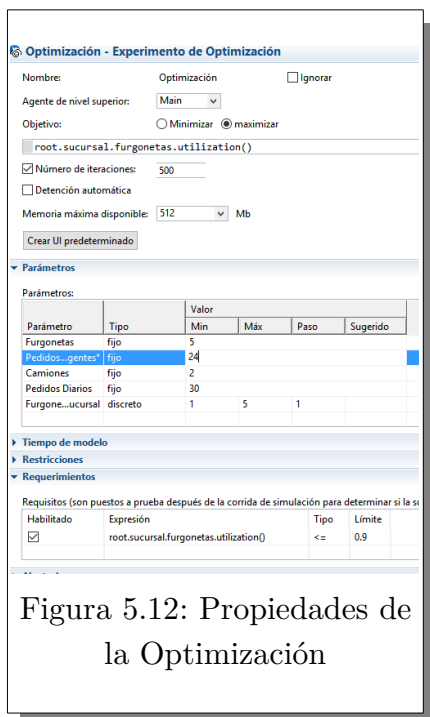 Optimización - Experimento de Optimización
Nombre: Optimización Ignorar
Agente de nivel superior: Main
Objetivo: Minimizar maximizar
root.sucursal.furgonetas.utilization()
Número de iteraciones: 500
Detención automática
Memoria máxima disponible: 512 Mb
Crear UI predeterminado
Parámetros
Parámetros:
Valor
Parámetro Tipo Min Máx Paso Sugerido
Furgonetas fijo 5
Pedidos...gentes* fijo 24
Camiones fijo 2
Pedidos Diarios fijo 30
Furgone...ucursal discreto 1 5 1
Tiempo de modelo
Restricciones
Requerimientos
Requisitos (son puestos a prueba después de la corrida de simulación para determinar si la
Habilitado Expresión Tipo Límite
root.sucursal.furgonetas.utilization() <= 0.9
Figura 5.12: Propiedades de
la Optimización